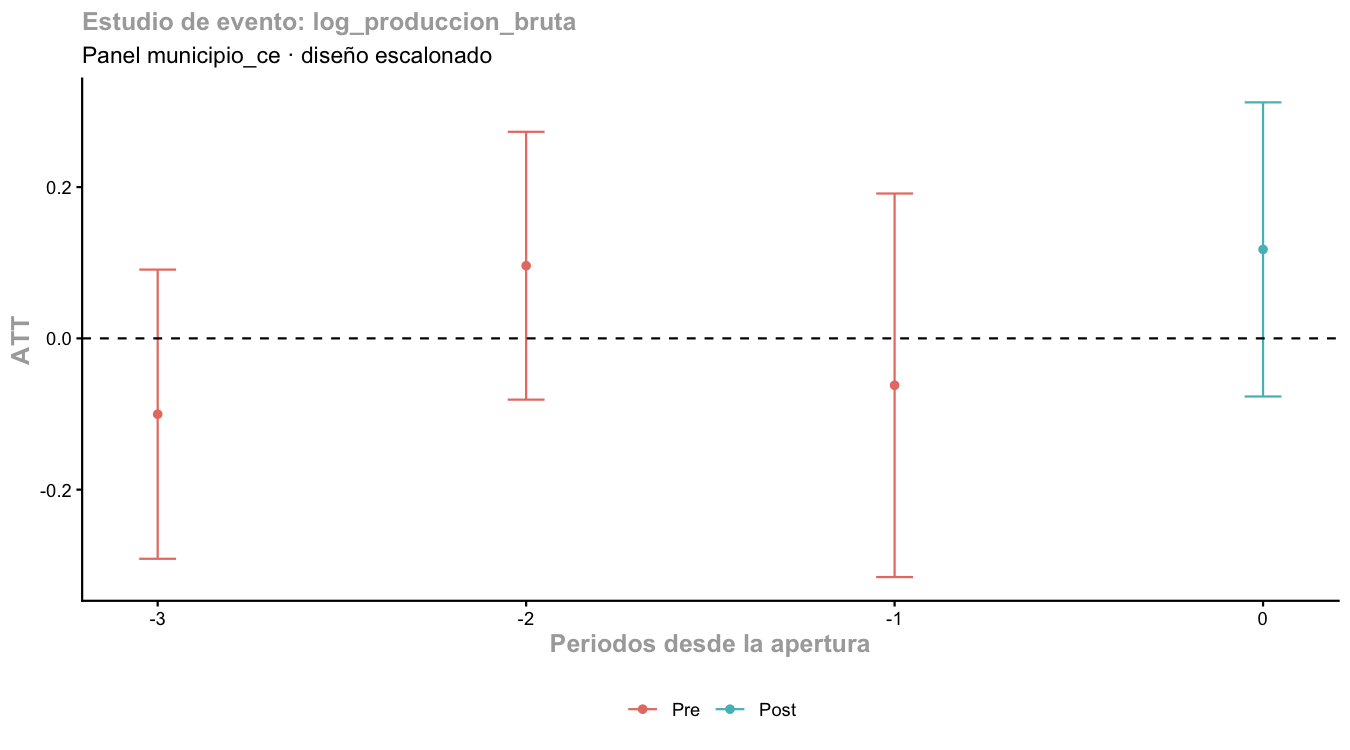 Estudio de evento: log_produccion_bruta
Panel municipio_ce · diseño escalonado
ATT
0.2
0.0
-0.2
-3 -2 -1 0
Periodos desde la apertura
Pre Post